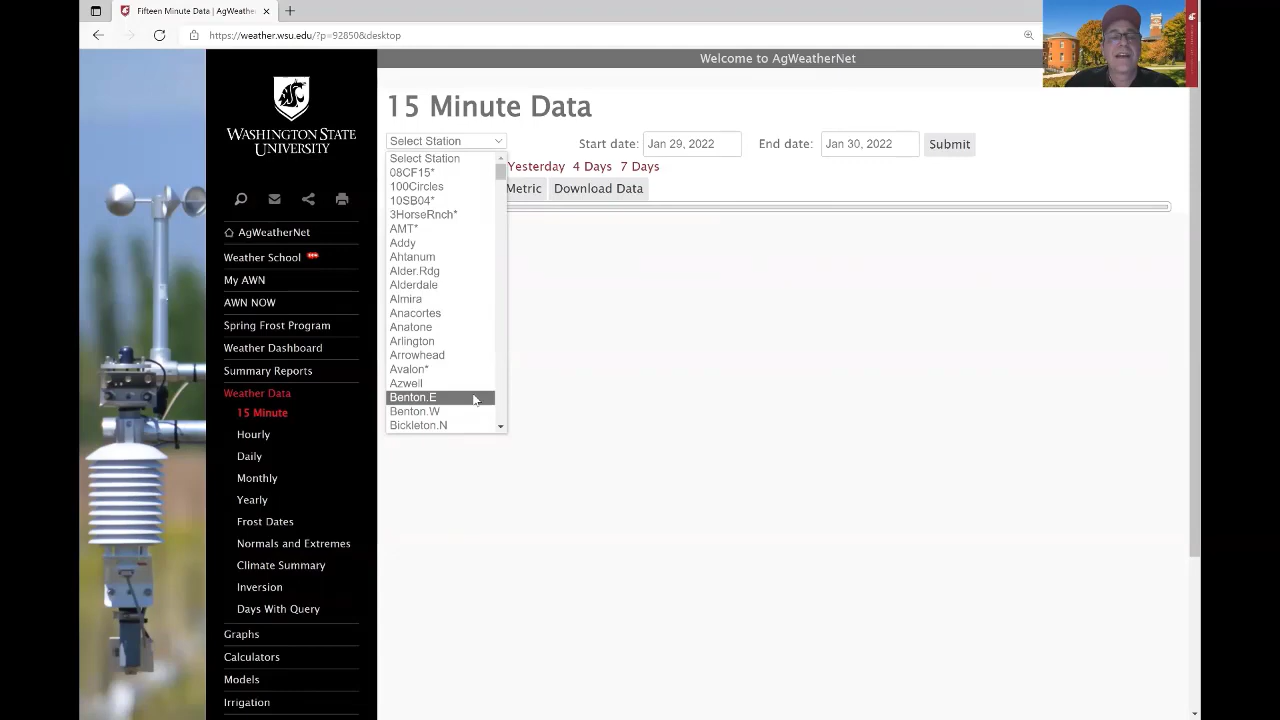 Fifteen Minute Data | AgWeathe
https://weather.wsu.edu/?p=92850&desktop
Welcome to AgWeatherNet
WASHINGTON STATE
UNIVERSITY
AgWeatherNet
Weather School
My AWN
AWN NOW
Spring Frost Program
Weather Dashboard
Summary Reports
Weather Data
15 Minute
Hourly
Daily
Monthly
Yearly
Frost Dates
Normals and Extremes
Climate Summary
Inversion
Days With Query
Graphs
Calculators
Models
Irrigation
15 Minute Data
Select Station
Start date: Jan 29, 2022 End date: Jan 30, 2022 Submit
Yesterday 4 Days 7 Days
Metric Download Data
Select Station
08CF15*
100Circles
10SB04*
3HorseRnch*
AMT*
Addy
Ahtanum
Alder.Rdg
Alderdale
Almira
Anacortes
Anatone
Arlington
Arrowhead
Avalon*
Azwell
Benton.E
Benton.W
Bickleton.N